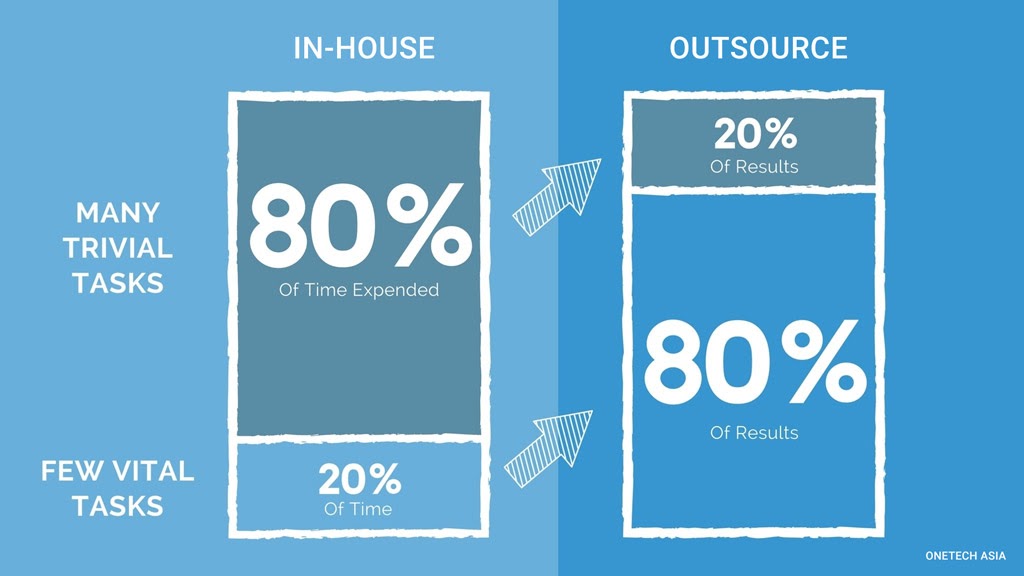 IN-HOUSE
OUTSOURCE
MANY
TRIVIAL
TASKS
80%
Of Time Expended
20%
Of Results
FEW VITAL
TASKS
20%
Of Time
80%
Of Results
ONETECH ASIA